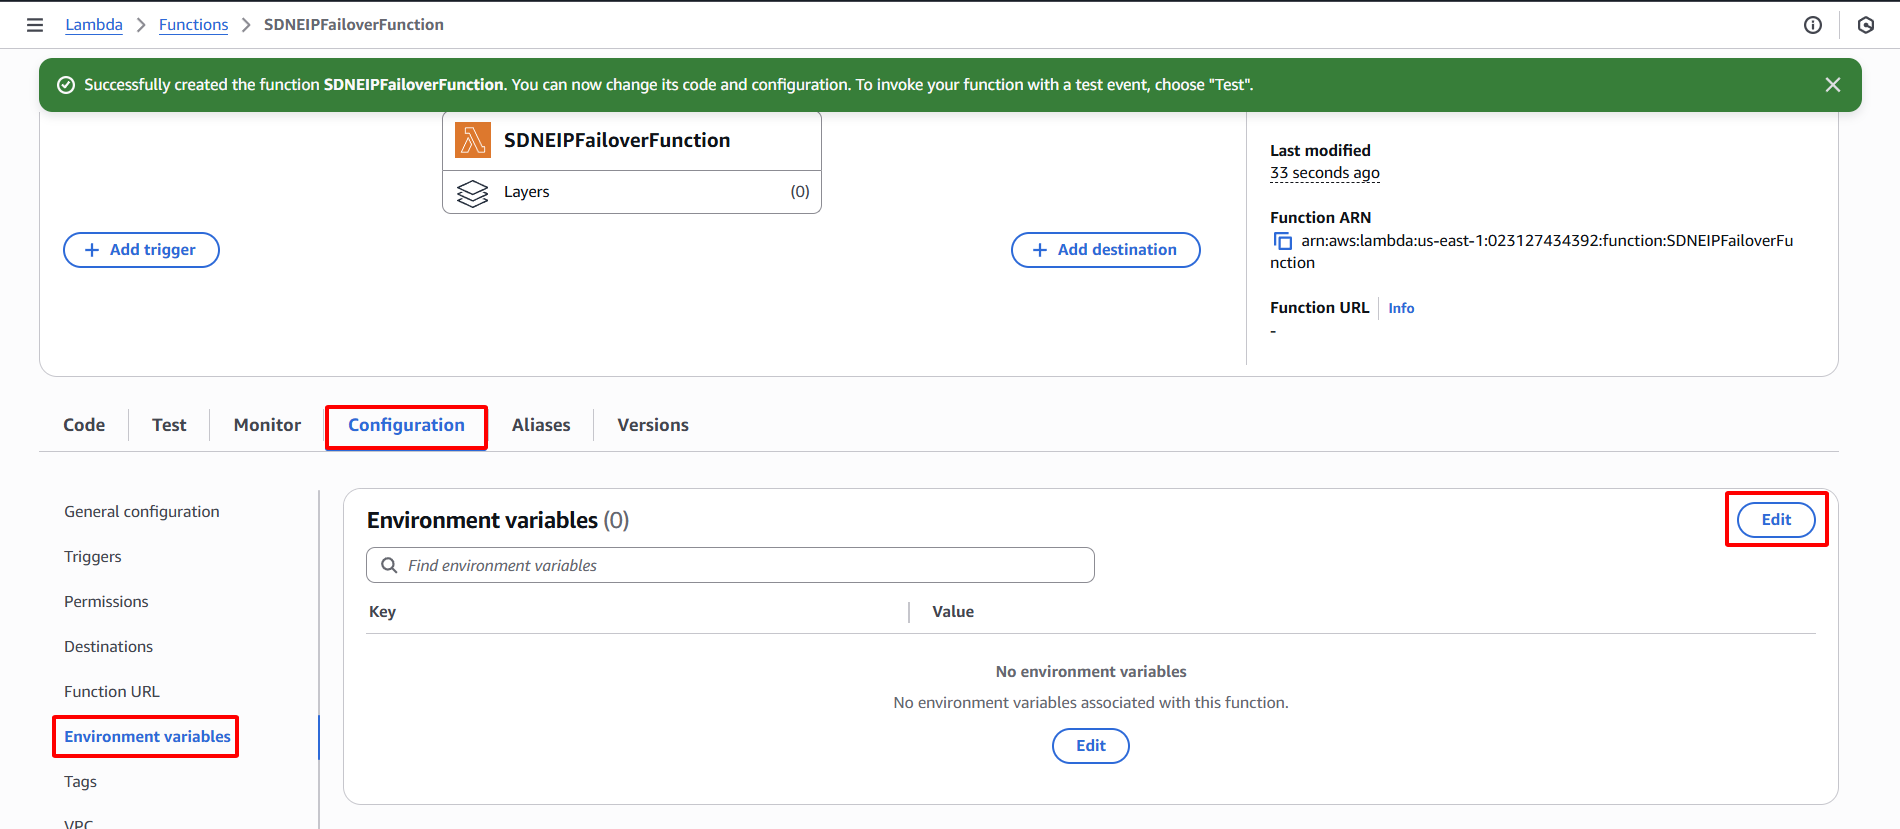 Lambda > Functions > SDNEIPFailoverFunction
Successfully created the function SDNEIPFailoverFunction. You can now change its code and configuration. To invoke your function with a test event, choose "Test".
SDNEIPFailoverFunction
Layers (0)
+ Add trigger
+ Add destination
Last modified
33 seconds ago
Function ARN
arn:aws:lambda:us-east-1:023127434392:function:SDNEIPFailoverFu
nction
Function URL Info
-
Code Test Monitor Configuration Aliases Versions
General configuration
Triggers
Permissions
Destinations
Function URL
Environment variables
Tags
VPC
Environment variables (0)
Edit
Find environment variables
Key Value
No environment variables
No environment variables associated with this function.
Edit